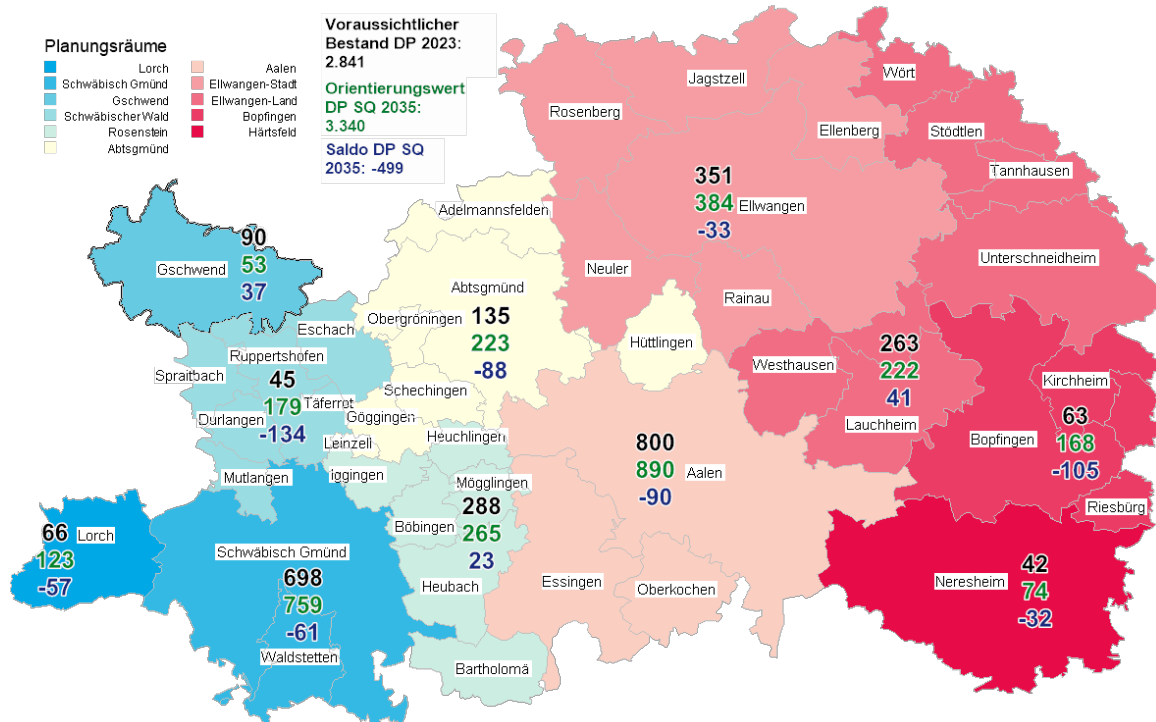 Planungsräume
Lorch
Schwäbisch Gmünd
Gschwend
Schwäbischer Wald
Rosenstein
Abtsgmünd
Aalen
Ellwangen-Stadt
Ellwangen-Land
Bopfingen
Härtsfeld
Voraussichtlicher
Bestand DP 2023:
2.841
Orientierungswert
DP SQ 2035:
3.340
Saldo DP SQ
2035: -499
Wört
Jagstzell
Rosenberg
Ellenberg
Stödtlen
Tannhausen
351
384
-33
Ellwangen
Adelmannsfelden
90
53
37
Gschwend
Unterschneidheim
Neuler
Rainau
Abtsgmünd
135
223
-88
Obergröningen
Eschach
Hüttlingen
Ruppertshofen
Spraitbach
45
179
-134
Täferrot
Durlangen
Schechingen
Göggingen
Leinzell
Heuchlingen
Iggingen
Mutlangen
Westhausen
263
222
41
Lauchheim
Kirchheim
63
168
-105
Bopfingen
Riesbürg
800
890
-90
Aalen
Mögglingen
288
265
23
Böbingen
Heubach
66
123
-57
Lorch
Schwäbisch Gmünd
698
759
-61
Waldstetten
Essingen
Oberkochen
Bartholomä
Neresheim
42
74
-32